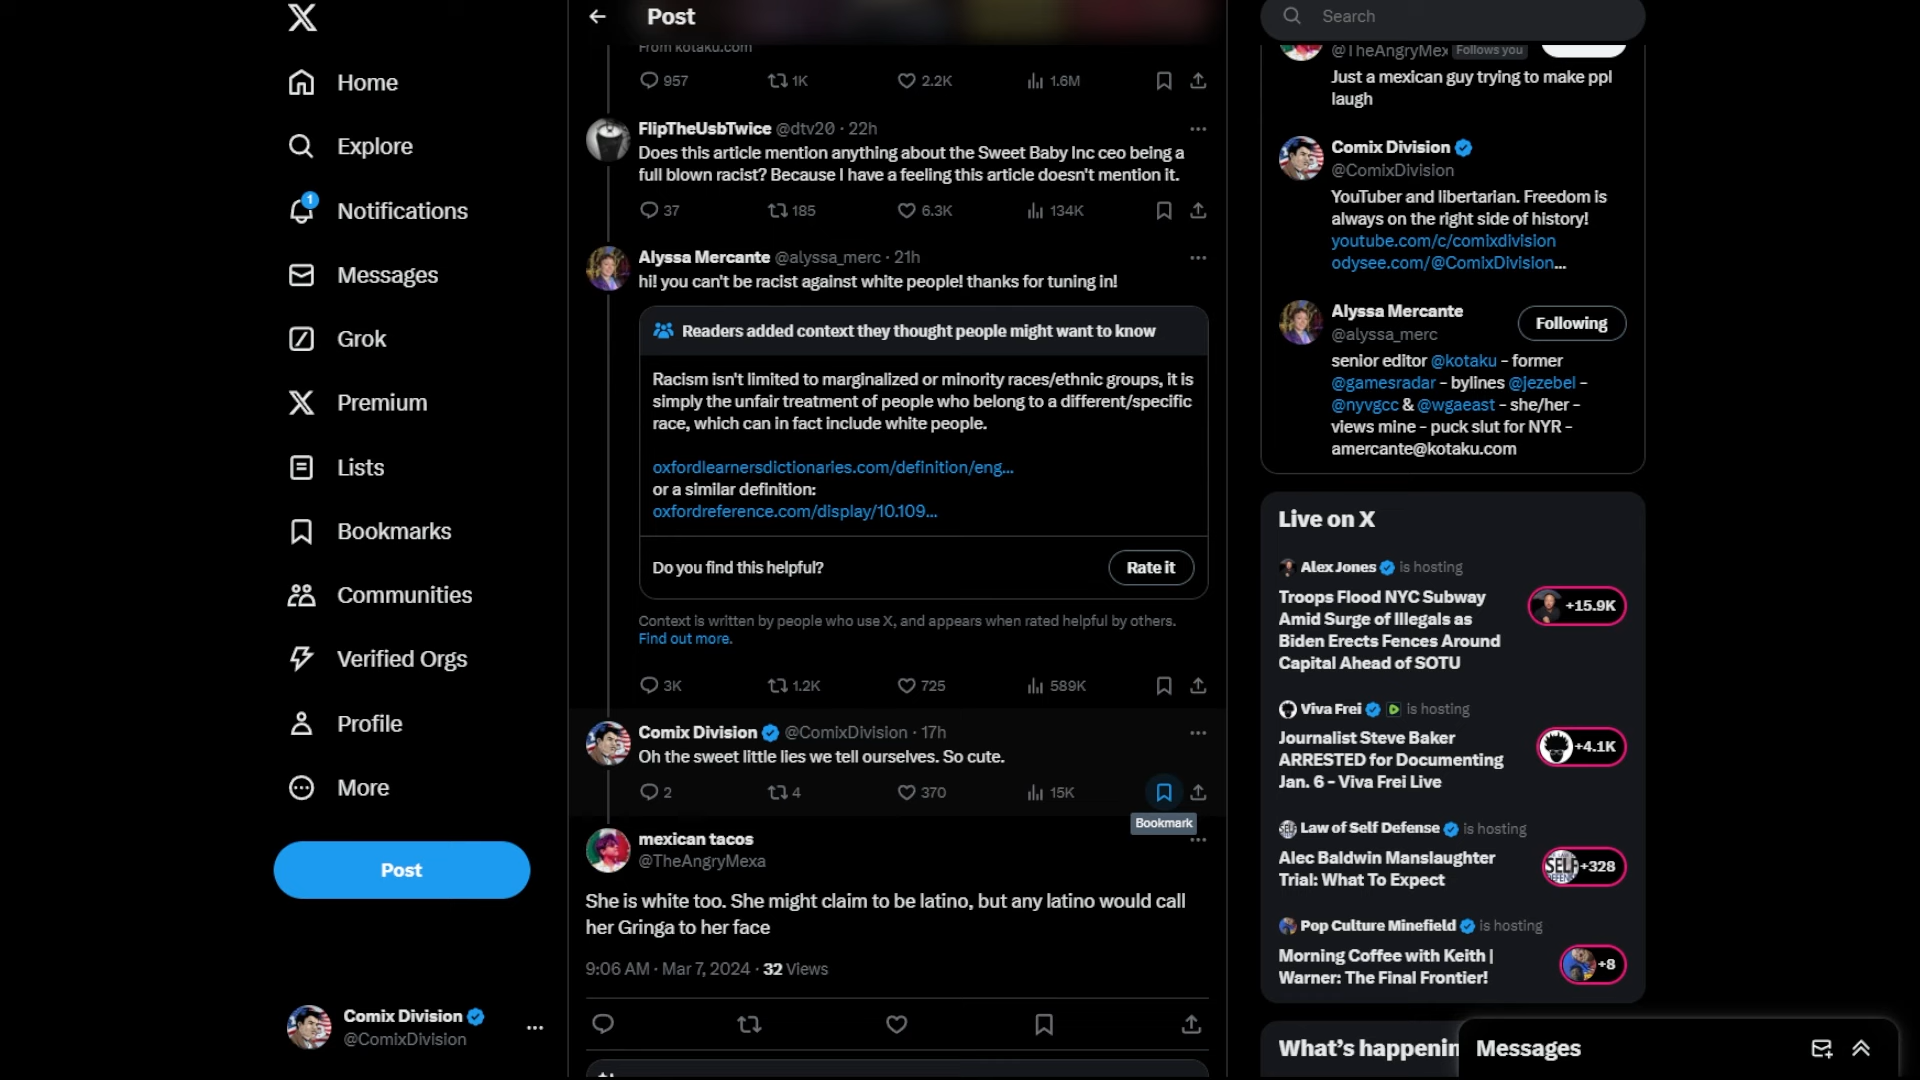 Home
Explore
1
Notifications
Messages
Grok
Premium
Lists
Bookmarks
Communities
Verified Orgs
Profile
More
Post
Comix Division
@ComixDivision
Post
From kotaku.com
957 1K 2.2K 1.6M
FlipTheUsbTwice @dtv20 · 22h
Does this article mention anything about the Sweet Baby Inc ceo being a
full blown racist? Because I have a feeling this article doesn't mention it.
37 185 6.3K 134K
Alyssa Mercante @alyssa_merc · 21h
hi! you can't be racist against white people! thanks for tuning in!
Readers added context they thought people might want to know
Racism isn't limited to marginalized or minority races/ethnic groups, it is
simply the unfair treatment of people who belong to a different/specific
race, which can in fact include white people.
oxfordlearnersdictionaries.com/definition/eng...
or a similar definition:
oxfordreference.com/display/10.109...
Do you find this helpful? Rate it
Context is written by people who use X, and appears when rated helpful by others.
Find out more.
3K 1.2K 725 589K
Comix Division @ComixDivision · 17h
Oh the sweet little lies we tell ourselves. So cute.
2 4 370 15K
Bookmark
mexican tacos
@TheAngryMexa
She is white too. She might claim to be latino, but any latino would call
her Gringa to her face
9:06 AM · Mar 7, 2024 · 32 Views
Search
@TheAngryMex Follows you
Just a mexican guy trying to make ppl
laugh
Comix Division
@ComixDivision
YouTuber and libertarian. Freedom is
always on the right side of history!
youtube.com/c/comixdivision
odysee.com/@ComixDivision...
Alyssa Mercante
@alyssa_merc
Following
senior editor @kotaku - former
@gamesradar - bylines @jezebel -
@nyvgcc & @wgaeast - she/her -
views mine - puck slut for NYR -
amercante@kotaku.com
Live on X
Alex Jones is hosting
Troops Flood NYC Subway
Amid Surge of Illegals as
Biden Erects Fences Around
Capital Ahead of SOTU
+15.9K
Viva Frei is hosting
Journalist Steve Baker
ARRESTED for Documenting
Jan. 6 - Viva Frei Live
+4.1K
Law of Self Defense is hosting
Alec Baldwin Manslaughter
Trial: What To Expect
+328
Pop Culture Minefield is hosting
Morning Coffee with Keith |
Warner: The Final Frontier!
+8
What's happenin
Messages